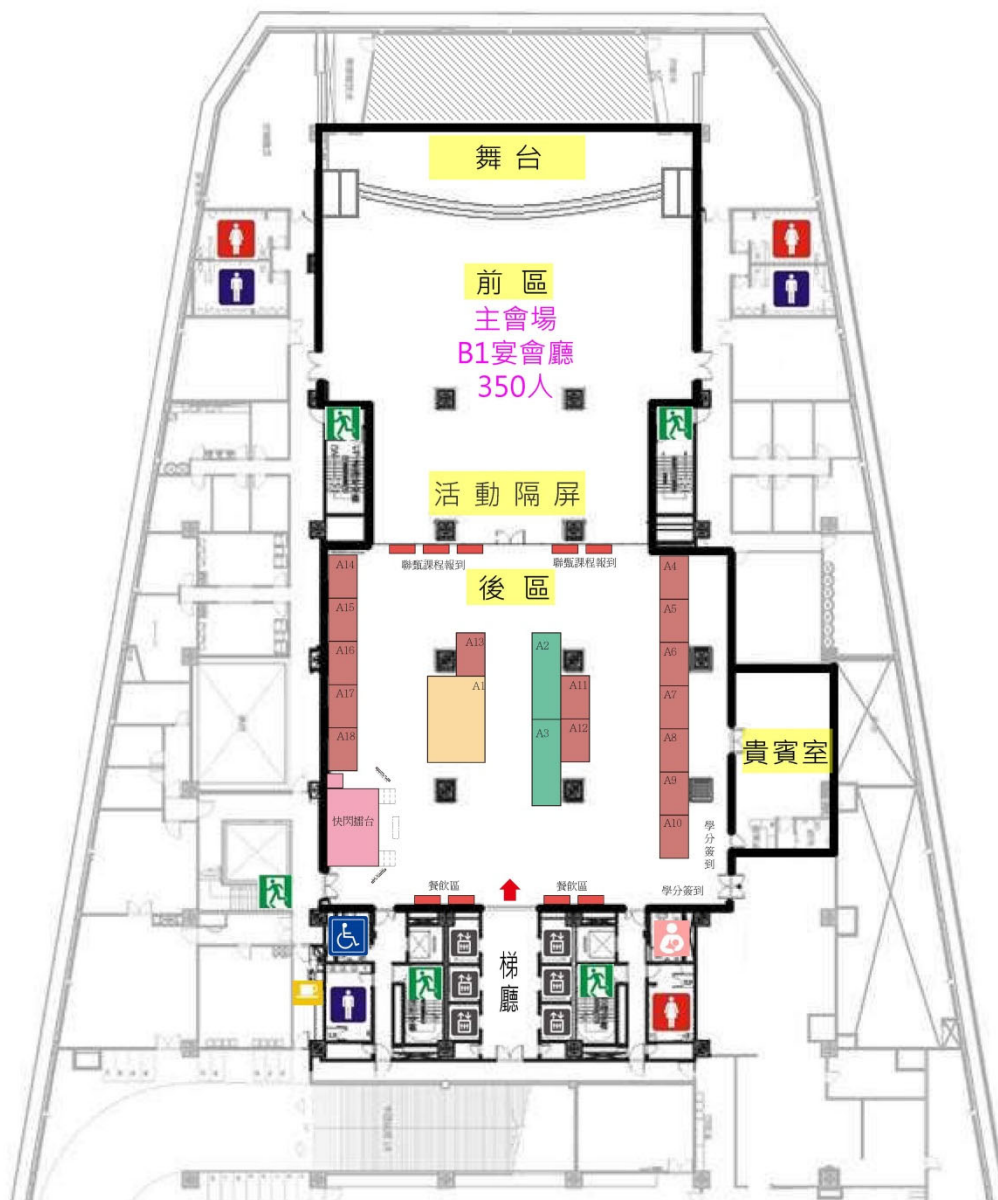 舞台
前區
主會場
B1宴會廳
350人
活動隔屏
聯甄課程報到
聯甄課程報到
後區
A14
A15
A16
A17
A18
A13
A1
A2
A3
A11
A12
A4
A5
A6
A7
A8
A9
A10
貴賓室
快閃擂台
學分簽到
學分簽到
餐飲區
餐飲區
梯廳